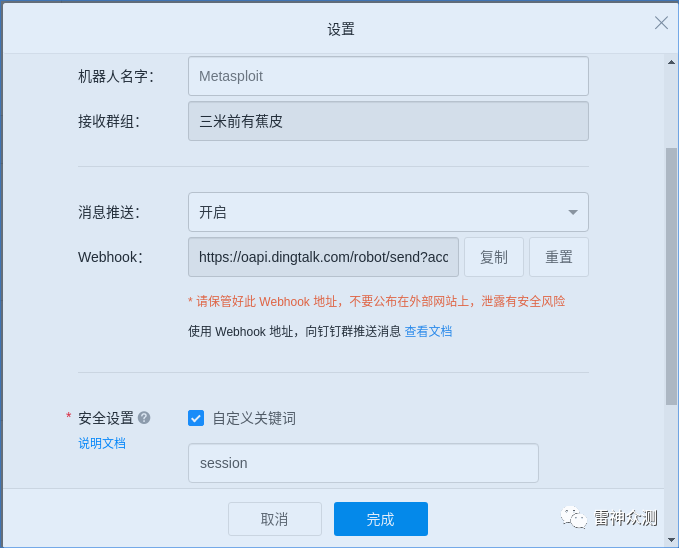 设置
机器人名字： Metasploit
接收群组： 三米前有蕉皮
消息推送： 开启
Webhook： https://oapi.dingtalk.com/robot/send?acc 复制 重置
* 请保管好此 Webhook 地址，不要公布在外部网站上，泄露有安全风险
使用 Webhook 地址，向钉钉群推送消息 查看文档
* 安全设置 ? 自定义关键词
说明文档
session
取消 完成
雷神众测